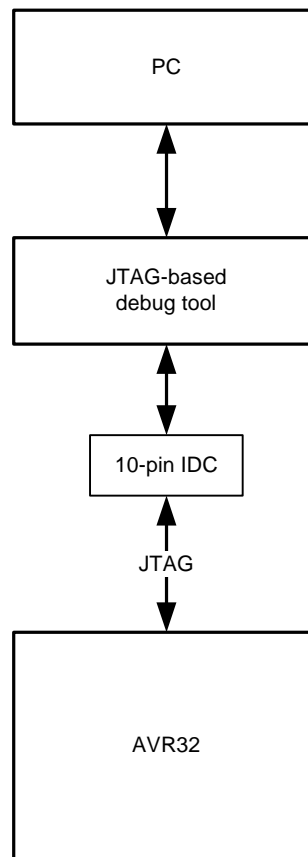 PC
JTAG-based
debug tool
10-pin IDC
JTAG
AVR32